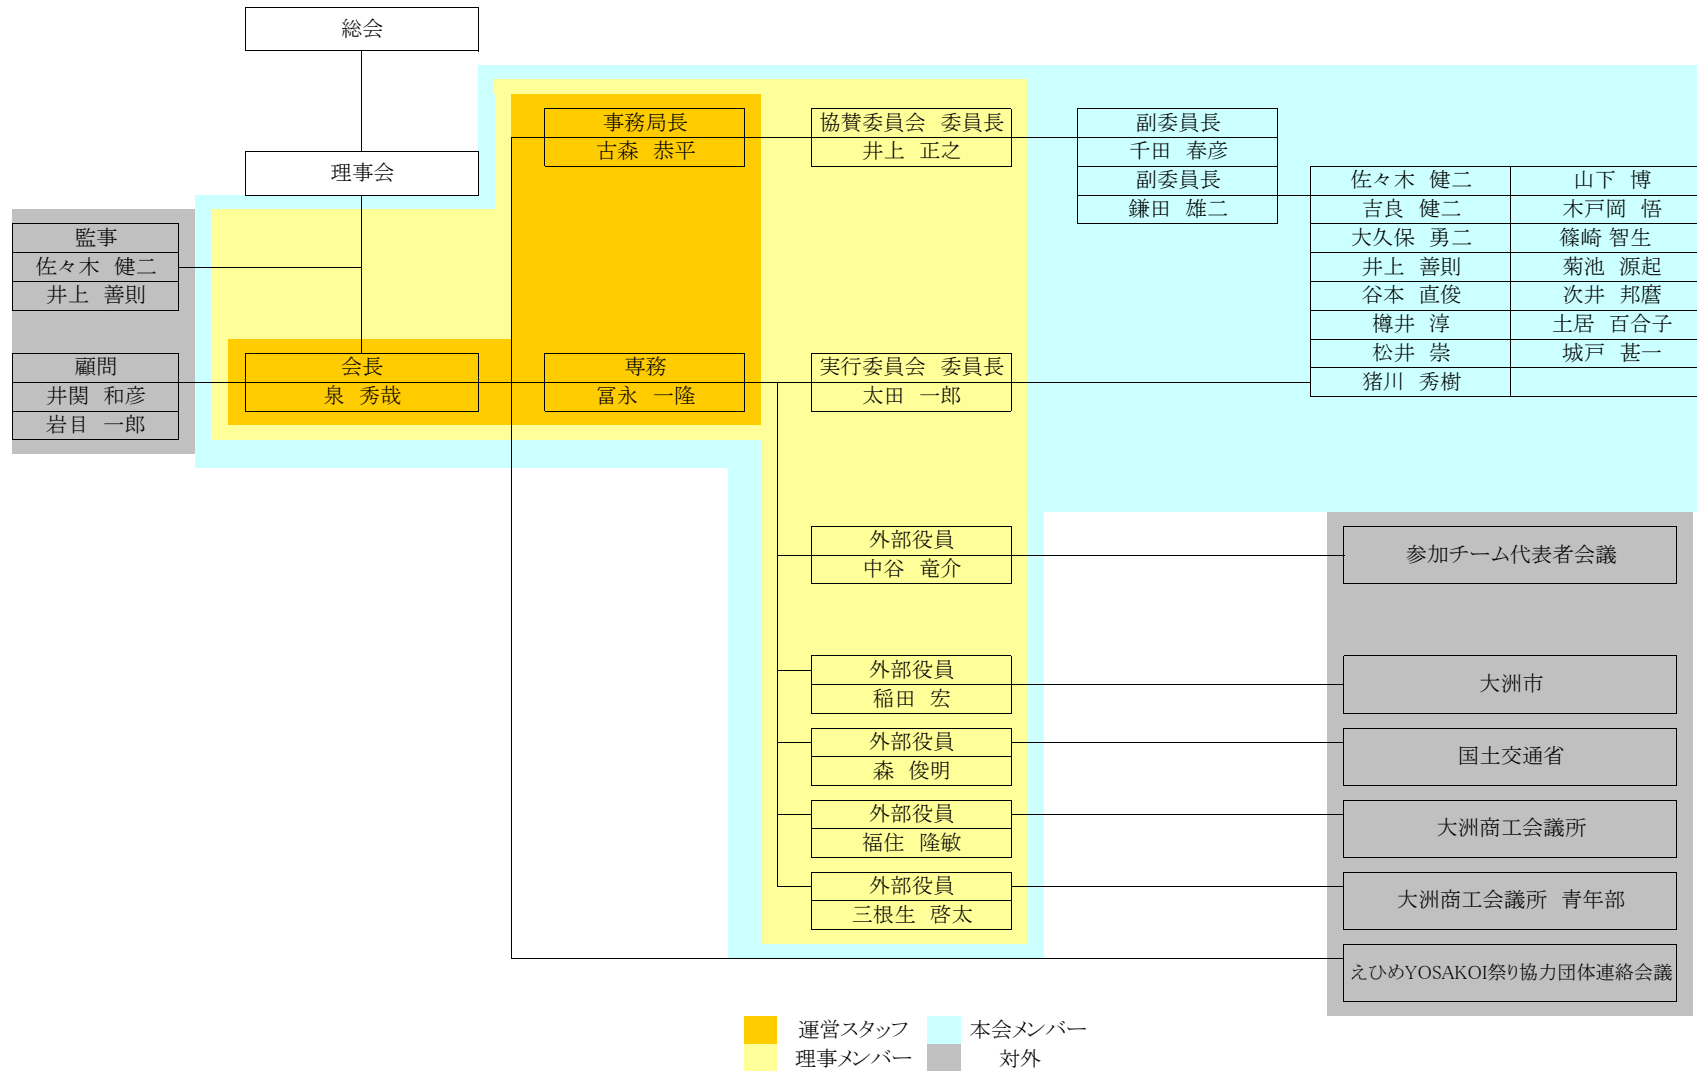 総会
理事会
監事
佐々木 健二
井上 善則
顧問
井関 和彦
岩目 一郎
会長
泉 秀哉
事務局長
古森 恭平
専務
冨永 一隆
協賛委員会 委員長
井上 正之
副委員長
千田 春彦
副委員長
鎌田 雄二
実行委員会 委員長
太田 一郎
佐々木 健二 山下 博
吉良 健二 木戸岡 悟
大久保 勇二 篠崎 智生
井上 善則 菊池 源起
谷本 直俊 次井 邦麿
樽井 淳 土居 百合子
松井 崇 城戸 甚一
猪川 秀樹
外部役員
中谷 竜介
参加チーム代表者会議
外部役員
稲田 宏
大洲市
外部役員
森 俊明
国土交通省
外部役員
福住 隆敏
大洲商工会議所
外部役員
三根生 啓太
大洲商工会議所 青年部
えひめYOSAKOI祭り協力団体連絡会議
運営スタッフ 本会メンバー
理事メンバー 対外